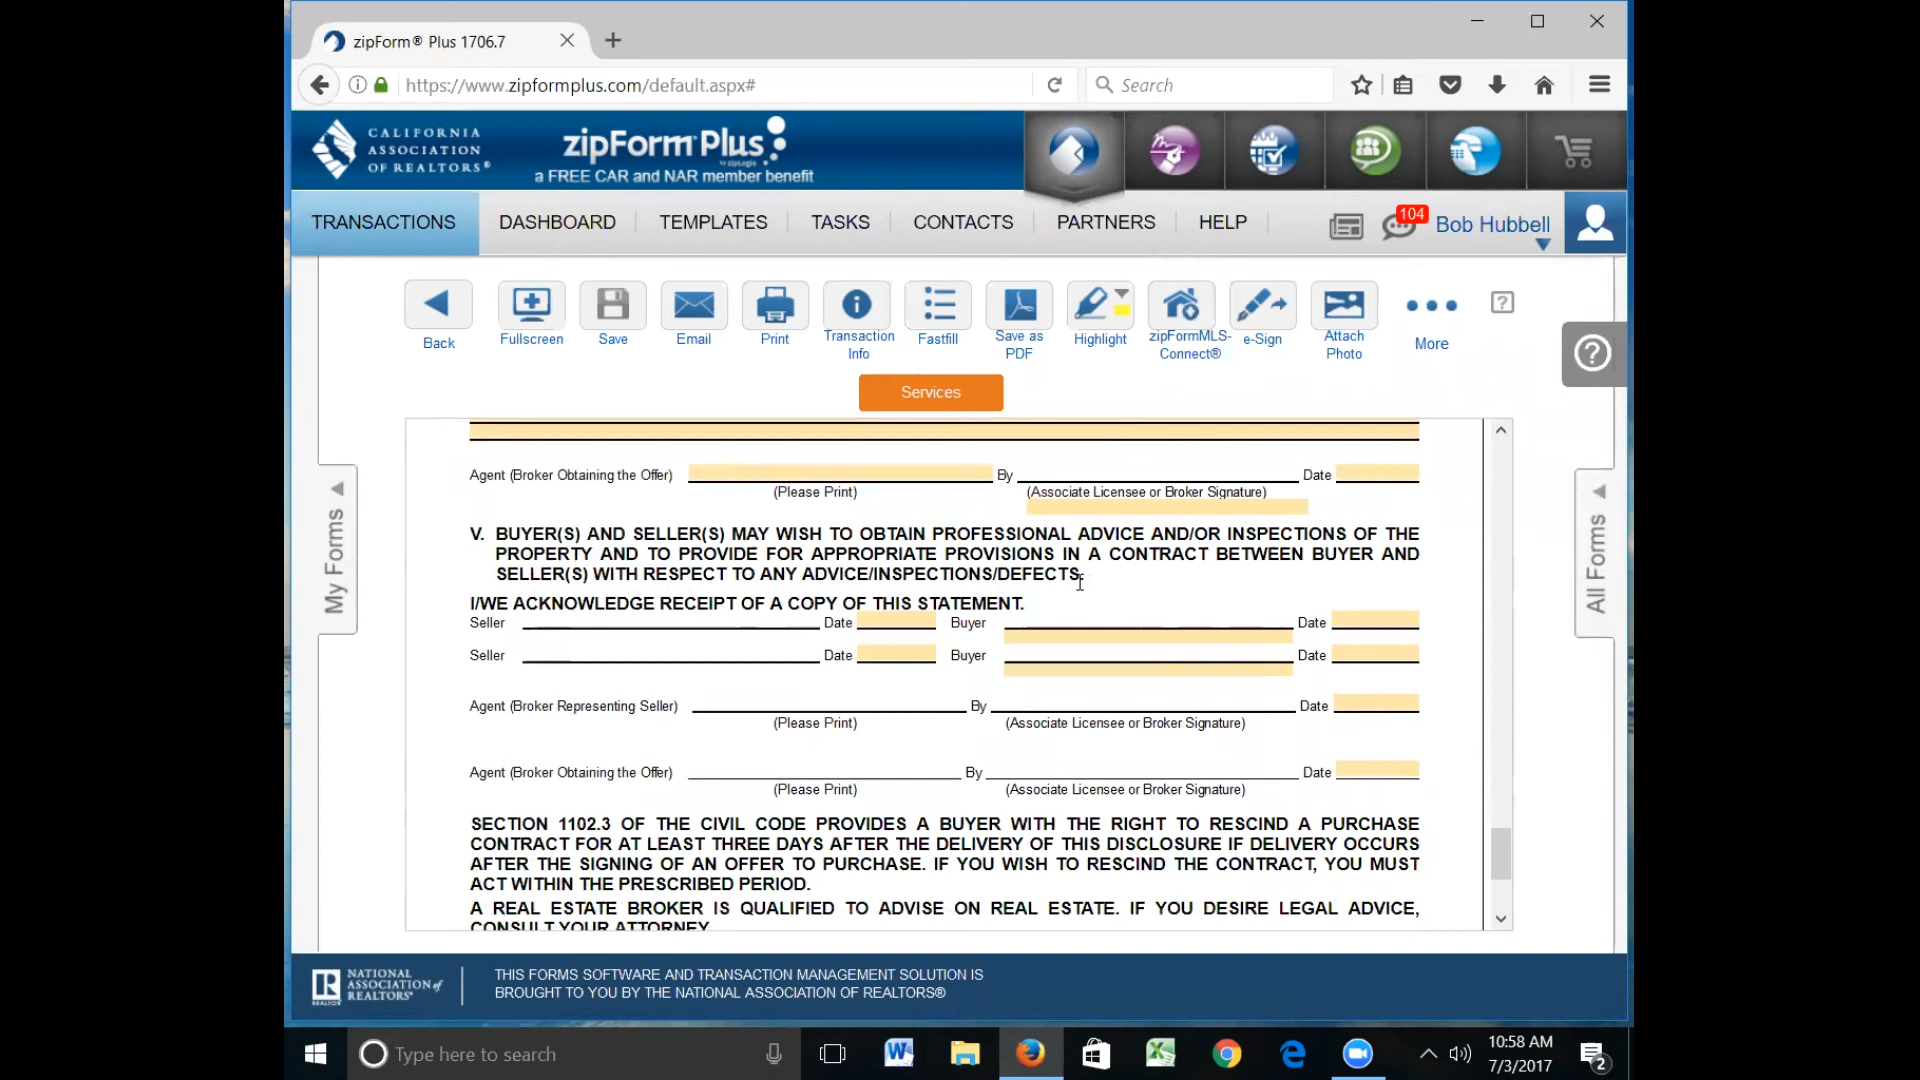 zipForm® Plus 1706.7
https://www.zipformplus.com/default.aspx#
Search
CALIFORNIA
ASSOCIATION
OF REALTORS®
zipForm Plus
by zipLogix
a FREE CAR and NAR member benefit
TRANSACTIONS DASHBOARD TEMPLATES TASKS CONTACTS PARTNERS HELP 104 Bob Hubbell
Back Fullscreen Save Email Print Transaction Info Fastfill Save as PDF Highlight zipFormMLS-Connect® e-Sign Attach Photo More
Services
My Forms
All Forms
Agent (Broker Obtaining the Offer) By Date
(Please Print) (Associate Licensee or Broker Signature)
V. BUYER(S) AND SELLER(S) MAY WISH TO OBTAIN PROFESSIONAL ADVICE AND/OR INSPECTIONS OF THE
PROPERTY AND TO PROVIDE FOR APPROPRIATE PROVISIONS IN A CONTRACT BETWEEN BUYER AND
SELLER(S) WITH RESPECT TO ANY ADVICE/INSPECTIONS/DEFECTS.
I/WE ACKNOWLEDGE RECEIPT OF A COPY OF THIS STATEMENT.
Seller Date Buyer Date
Seller Date Buyer Date
Agent (Broker Representing Seller) By Date
(Please Print) (Associate Licensee or Broker Signature)
Agent (Broker Obtaining the Offer) By Date
(Please Print) (Associate Licensee or Broker Signature)
SECTION 1102.3 OF THE CIVIL CODE PROVIDES A BUYER WITH THE RIGHT TO RESCIND A PURCHASE
CONTRACT FOR AT LEAST THREE DAYS AFTER THE DELIVERY OF THIS DISCLOSURE IF DELIVERY OCCURS
AFTER THE SIGNING OF AN OFFER TO PURCHASE. IF YOU WISH TO RESCIND THE CONTRACT, YOU MUST
ACT WITHIN THE PRESCRIBED PERIOD.
A REAL ESTATE BROKER IS QUALIFIED TO ADVISE ON REAL ESTATE. IF YOU DESIRE LEGAL ADVICE,
CONSULT YOUR ATTORNEY.
NATIONAL
ASSOCIATION of
REALTORS®
THIS FORMS SOFTWARE AND TRANSACTION MANAGEMENT SOLUTION IS
BROUGHT TO YOU BY THE NATIONAL ASSOCIATION OF REALTORS®
Type here to search
10:58 AM
7/3/2017
2